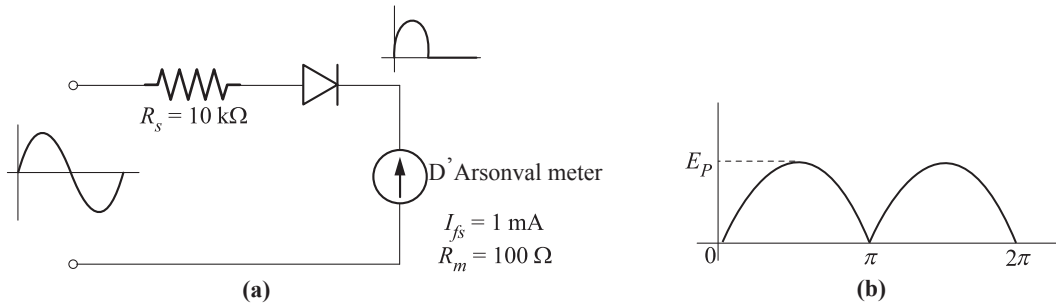 R_s = 10 kΩ
D'Arsonval meter
I_fs = 1 mA
R_m = 100 Ω
(a)
E_P
0 π 2π
(b)